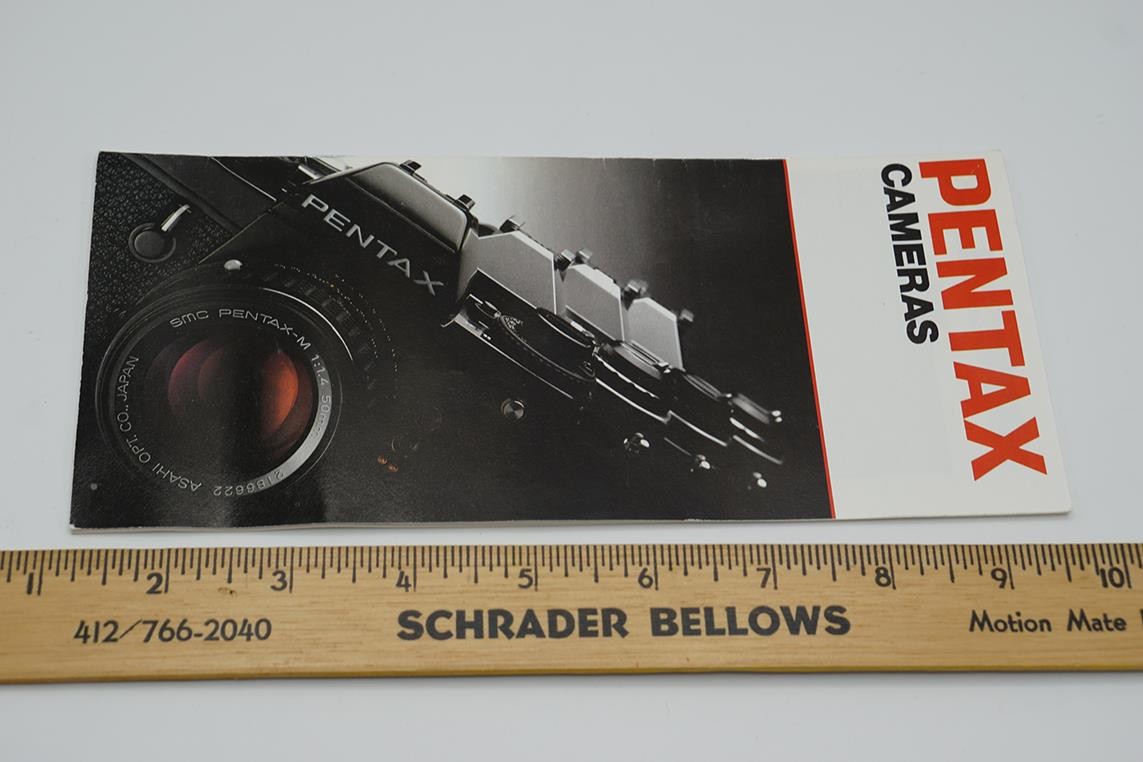 PENTAX
CAMERAS
PENTAX
SMC PENTAX-M 1:1.4 50mm
ASAHI OPT. CO., JAPAN
2186622
1 2 3 4 5 6 7 8 9 10
412/766-2040
SCHRADER BELLOWS
Motion Mate